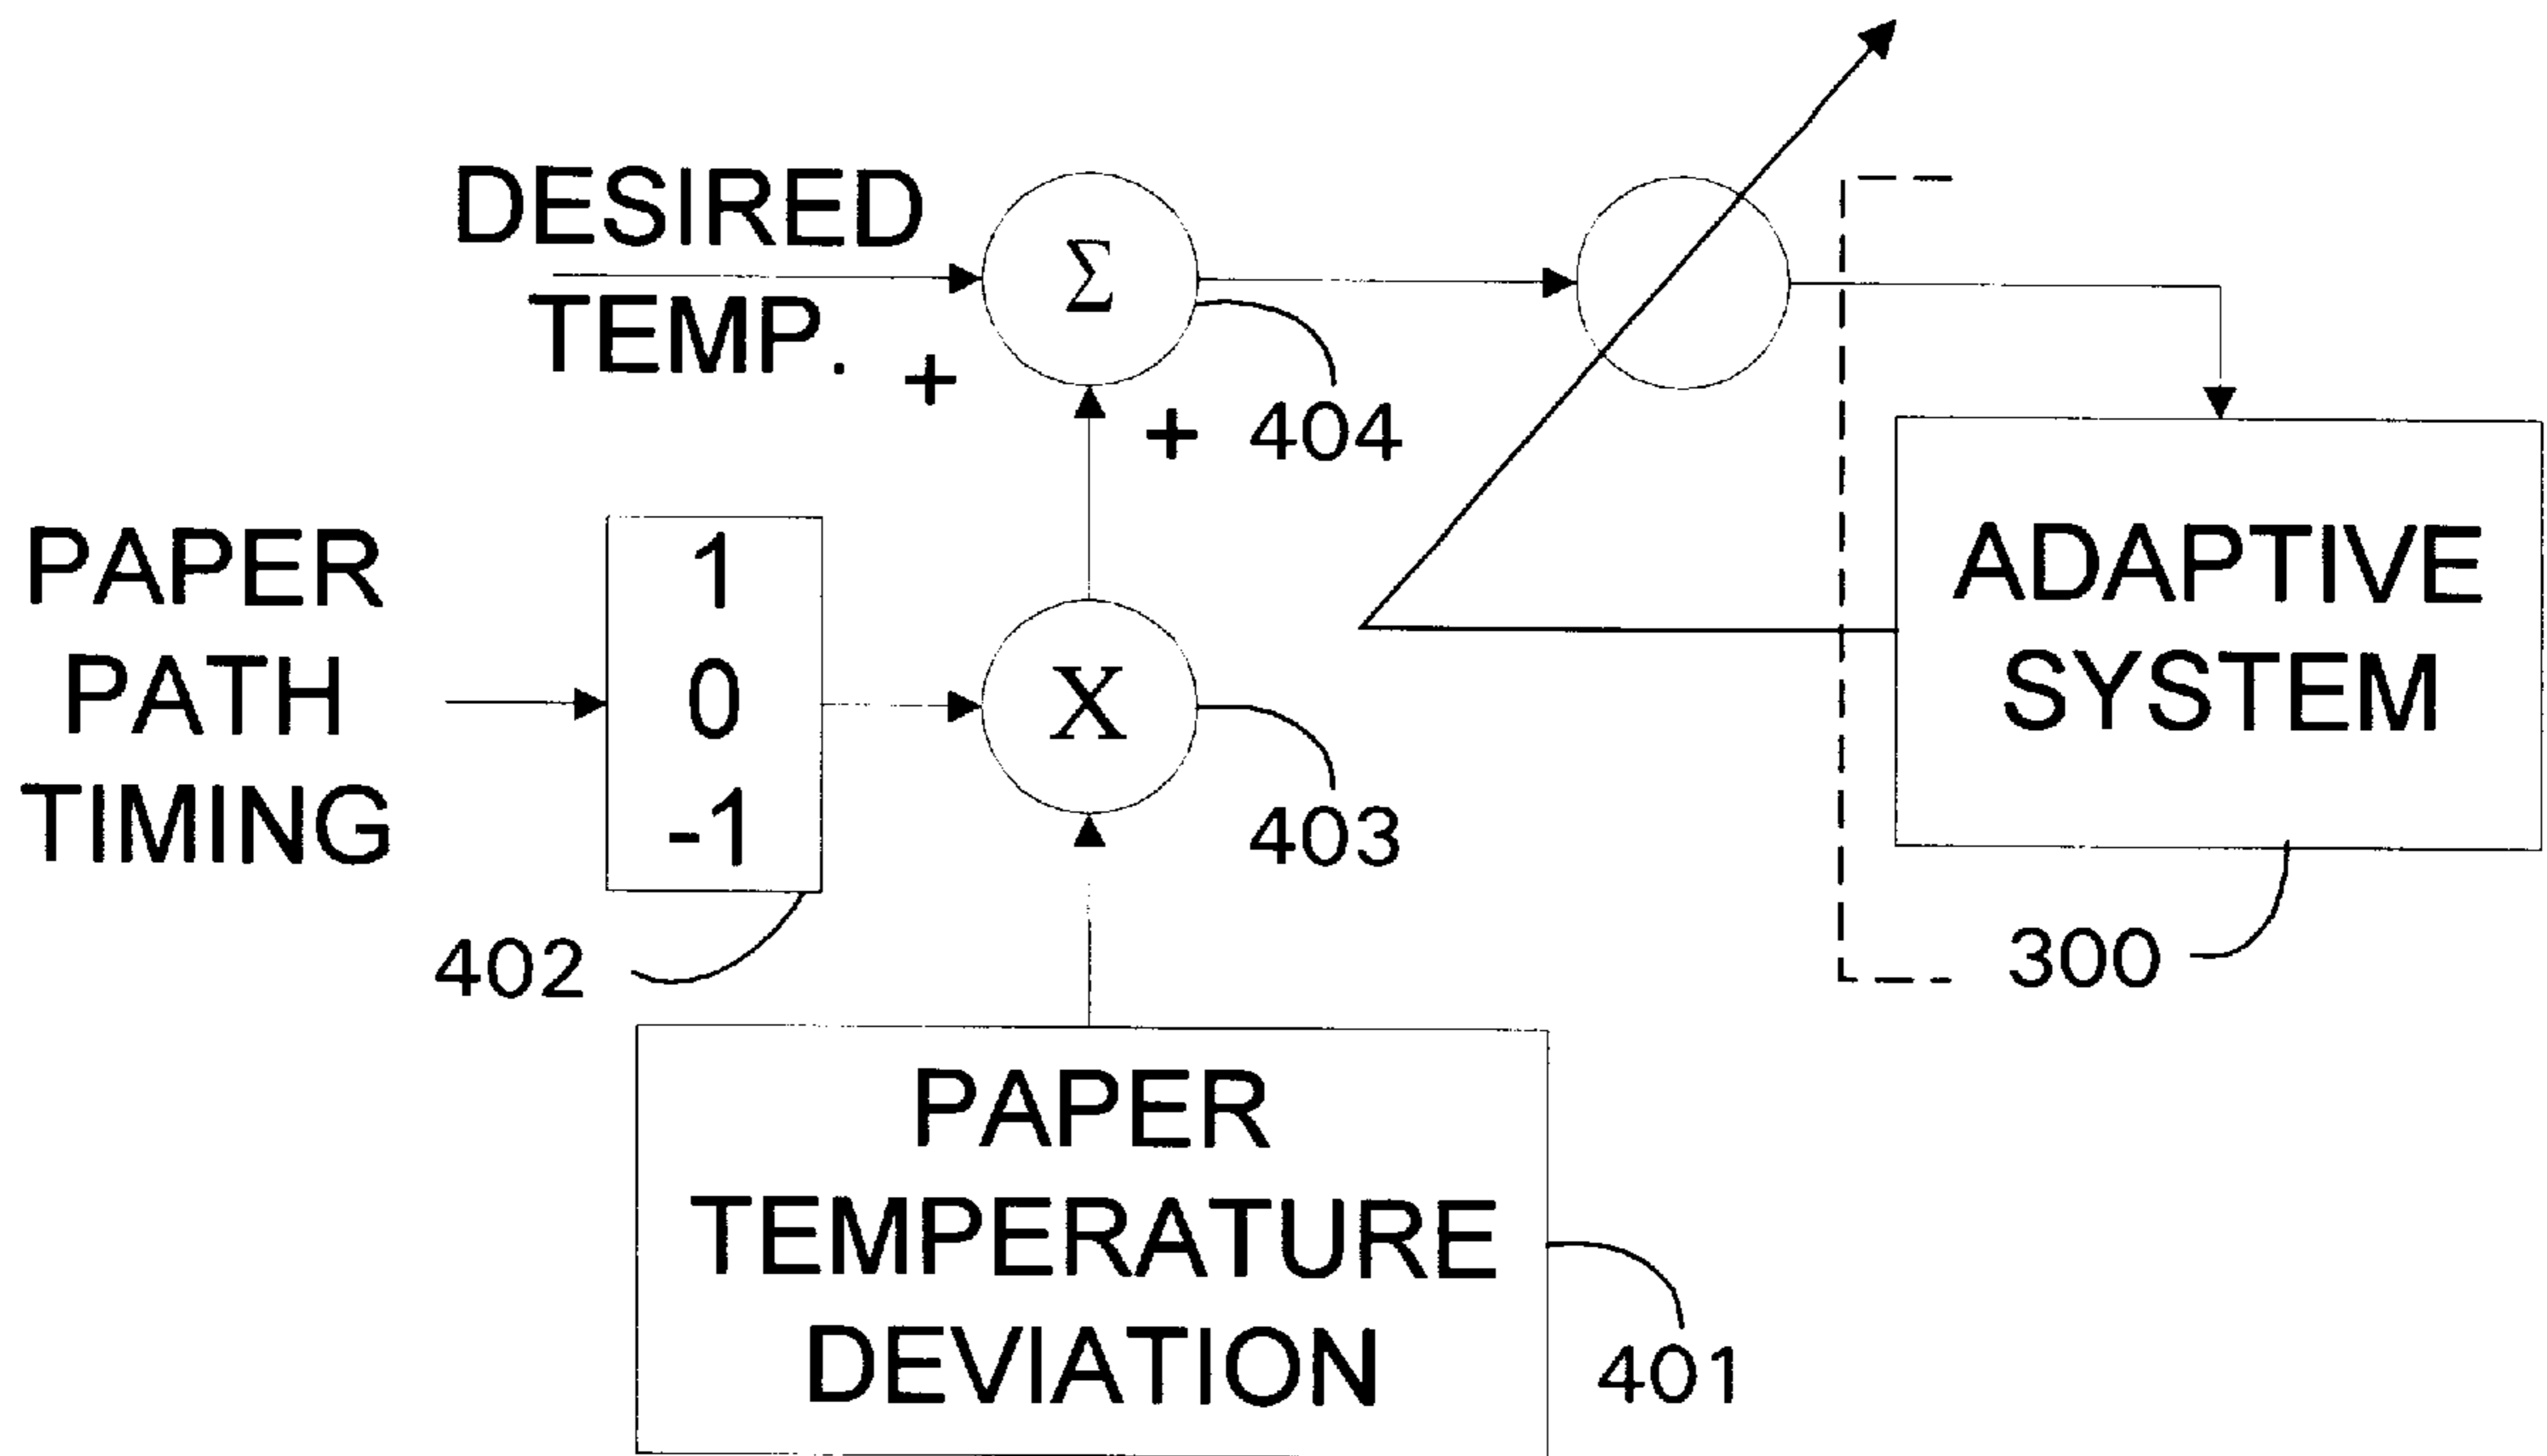 DESIRED
TEMP.
+
Σ
+
404
PAPER
PATH
TIMING
1
0
-1
402
X
403
ADAPTIVE
SYSTEM
300
PAPER
TEMPERATURE
DEVIATION
401